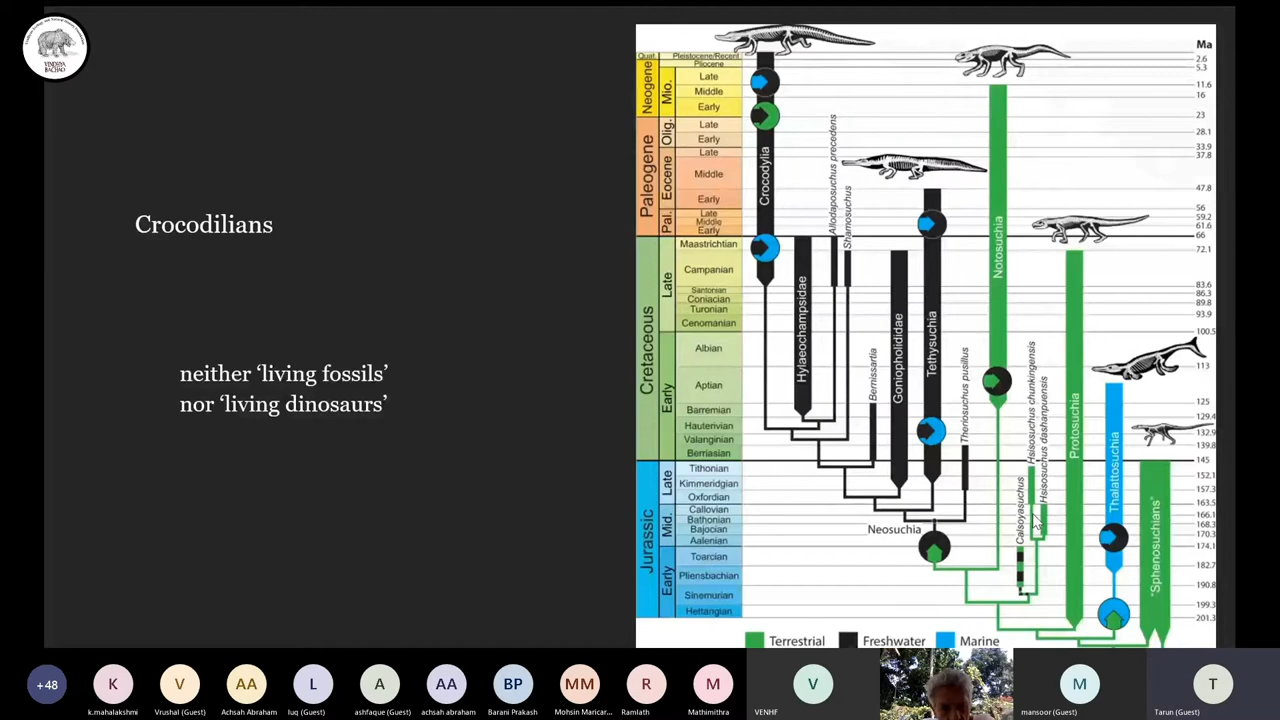 VINDHYA
BACHAO
Crocodilians
neither ‘living fossils’
nor ‘living dinosaurs’
Ma
Quat
Pleistocene/Recent
2.6
Pliocene
5.3
Neogene
Mio.
Late
11.6
Middle
16
Early
23
Paleogene
Olig.
Late
28.1
Early
33.9
Eocene
Late
37.8
Middle
47.8
Early
56
Pal.
Late
59.2
Middle
61.6
Early
66
Cretaceous
Late
Maastrichtian
72.1
Campanian
83.6
Santonian
86.3
Coniacian
89.8
Turonian
93.9
Cenomanian
100.5
Early
Albian
113
Aptian
125
Barremian
129.4
Hauterivian
132.9
Valanginian
139.8
Berriasian
145
Jurassic
Late
Tithonian
152.1
Kimmeridgian
157.3
Oxfordian
163.5
Mid.
Callovian
166.1
Bathonian
168.3
Bajocian
170.3
Aalenian
174.1
Early
Toarcian
182.7
Pliensbachian
190.8
Sinemurian
199.3
Hettangian
201.3
Crocodylia
Hylaeochampsidae
Allodaposuchus precedens
Shamosuchus
Bernissartia
Goniopholididae
Tethysuchia
Theriosuchus pusillus
Neosuchia
Notosuchia
Calsoyasuchus
Hsisosuchus chunkingensis
Hsisosuchus dashanpuensis
Protosuchia
Thalattosuchia
"Sphenosuchians"
Terrestrial
Freshwater
Marine
+48
K
k.mahalakshmi
V
Vrushal (Guest)
AA
Achsah Abraham
L
luq (Guest)
A
ashfaque (Guest)
AA
achsah abraham
BP
Barani Prakash
MM
Mohsin Maricar...
R
Ramlath
M
Mathimithra
V
VENHF
M
mansoor (Guest)
T
Tarun (Guest)